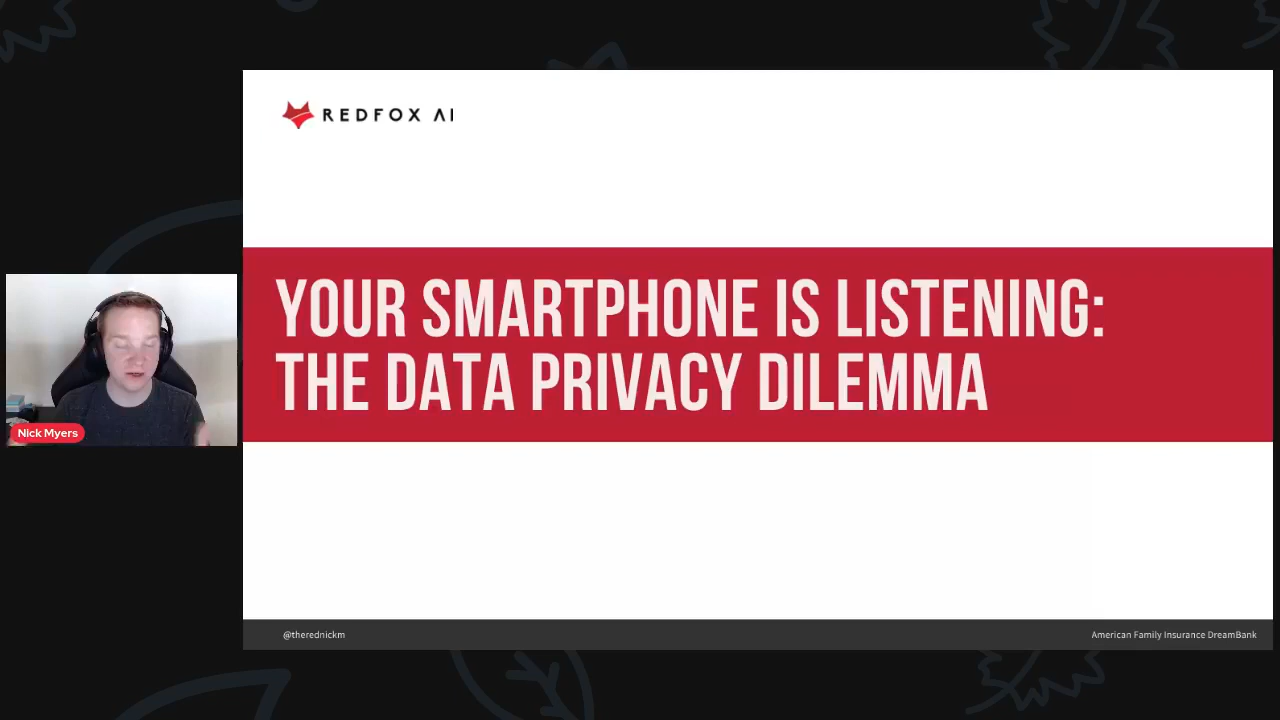 REDFOX AI
YOUR SMARTPHONE IS LISTENING:
THE DATA PRIVACY DILEMMA
Nick Myers
@therednickm
American Family Insurance DreamBank